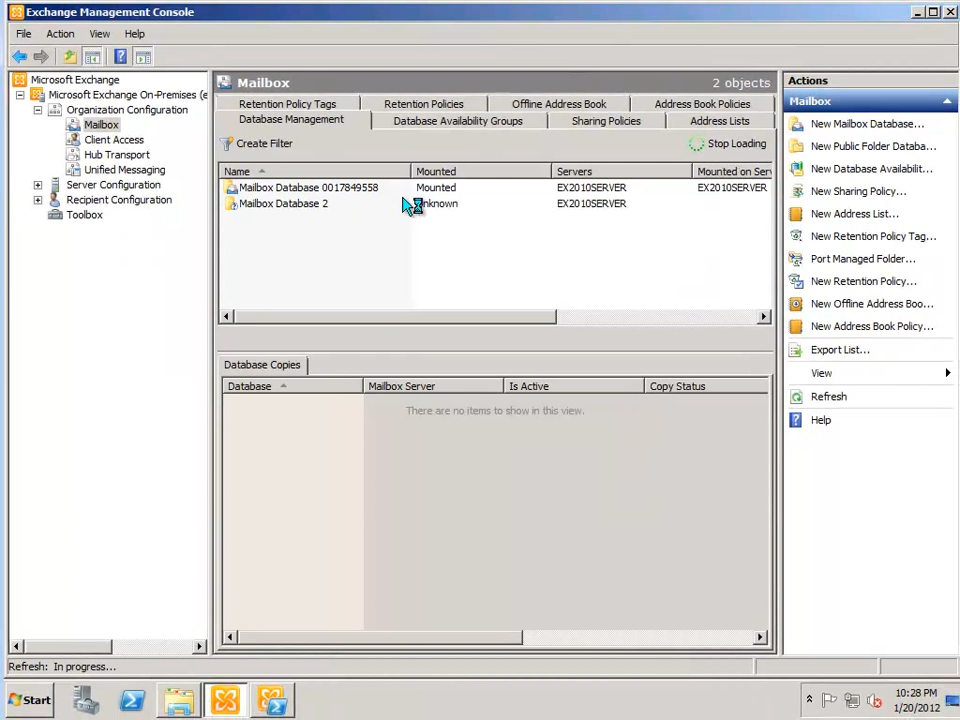 Exchange Management Console
File Action View Help
Microsoft Exchange
Microsoft Exchange On-Premises (e
Organization Configuration
Mailbox
Client Access
Hub Transport
Unified Messaging
Server Configuration
Recipient Configuration
Toolbox
Mailbox 2 objects
Retention Policy Tags Retention Policies Offline Address Book Address Book Policies
Database Management Database Availability Groups Sharing Policies Address Lists
Create Filter Stop Loading
Name Mounted Servers Mounted on Serv
Mailbox Database 0017849558 Mounted EX2010SERVER EX2010SERVER
Mailbox Database 2 nknown EX2010SERVER
Database Copies
Database Mailbox Server Is Active Copy Status
There are no items to show in this view.
Actions
Mailbox
New Mailbox Database...
New Public Folder Databa...
New Database Availabilit...
New Sharing Policy...
New Address List...
New Retention Policy Tag...
Port Managed Folder...
New Retention Policy...
New Offline Address Boo...
New Address Book Policy...
Export List...
View
Refresh
Help
Refresh: In progress...
Start
10:28 PM
1/20/2012